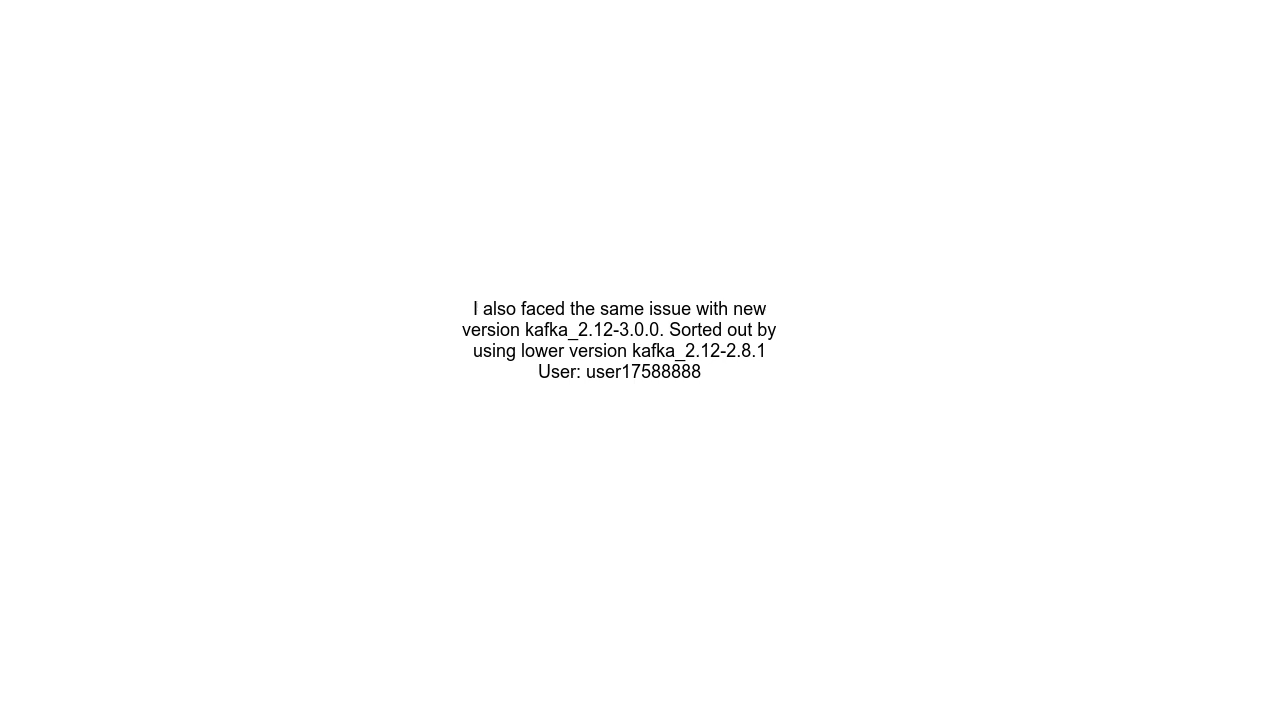 I also faced the same issue with new
version kafka_2.12-3.0.0. Sorted out by
using lower version kafka_2.12-2.8.1
User: user17588888